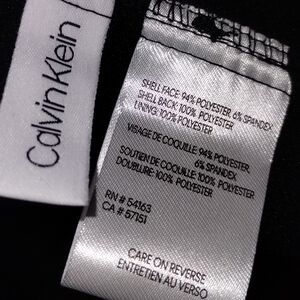 Calvin Klein
SHELL FACE: 94% POLYESTER, 6% SPANDEX
SHELL BACK: 100% POLYESTER
LINING: 100% POLYESTER
VISAGE DE COQUILLE: 94% POLYESTER,
6% SPANDEX
SOUTIEN DE COQUILLE: 100% POLYESTER
DOUBLURE: 100% POLYESTER
RN # 54163
CA # 57151
CARE ON REVERSE
ENTRETIEN AU VERSO